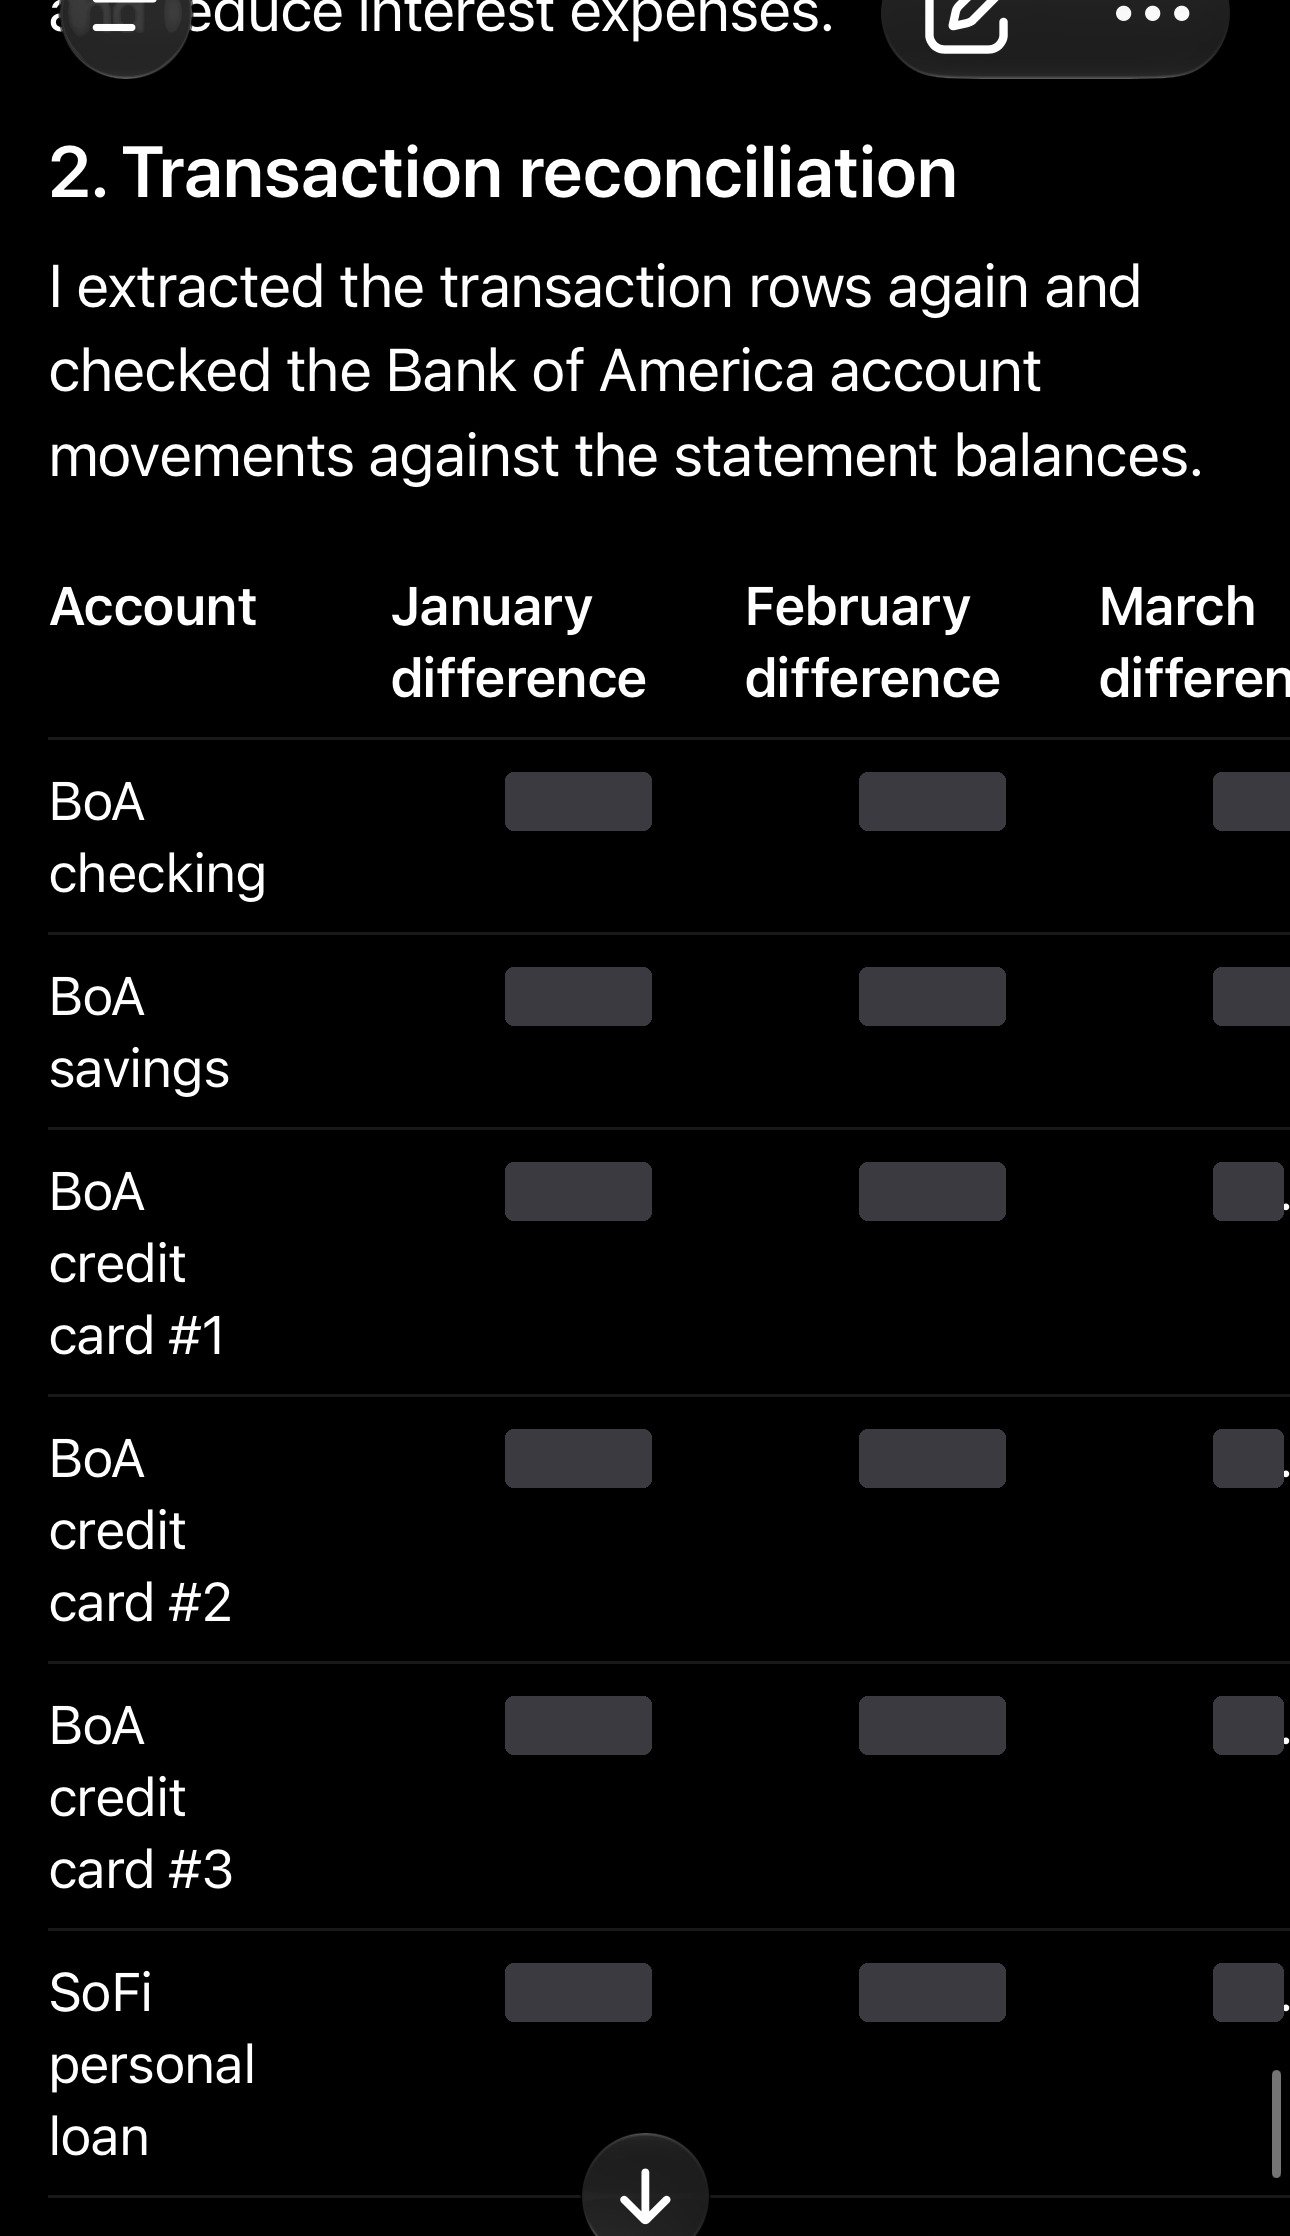 educe interest expenses.
2. Transaction reconciliation
I extracted the transaction rows again and
checked the Bank of America account
movements against the statement balances.
Account January difference February difference March differen
BoA checking
BoA savings
BoA credit card #1
BoA credit card #2
BoA credit card #3
SoFi personal loan